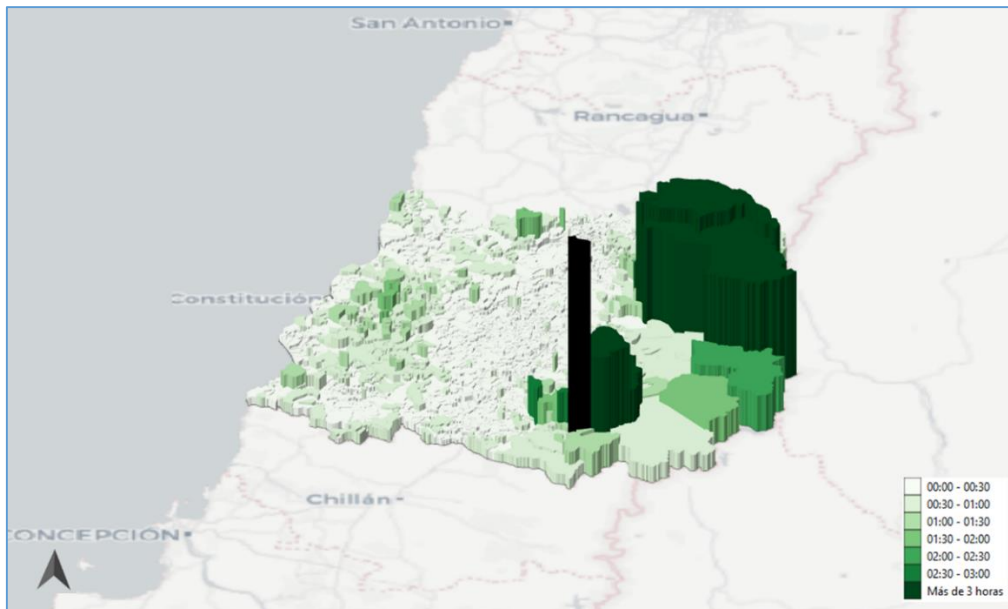 San Antonio
Rancagua
Constitución
Chillán
CONCEPCIÓN
00:00 - 00:30
00:30 - 01:00
01:00 - 01:30
01:30 - 02:00
02:00 - 02:30
02:30 - 03:00
Más de 3 horas